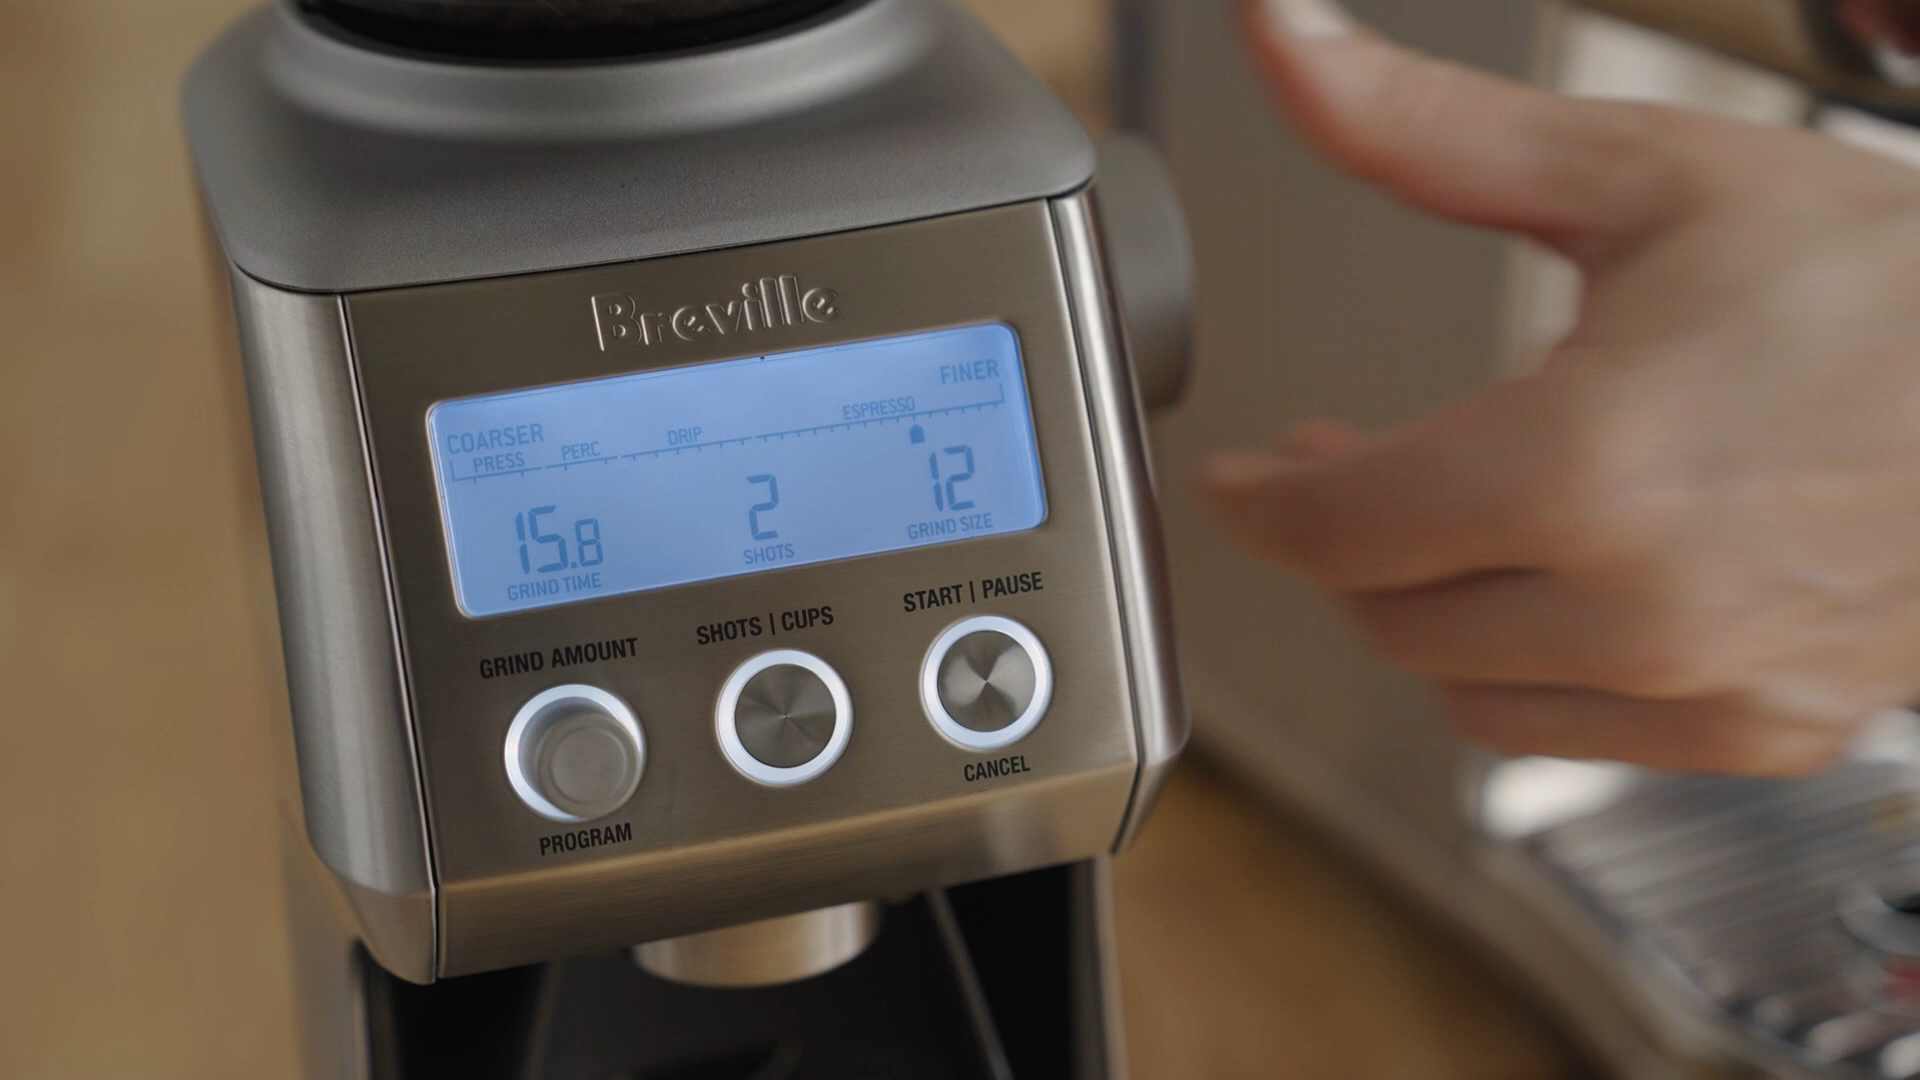 Breville
FINER
COARSER
PRESS PERC DRIP ESPRESSO
15.8 2 12
GRIND TIME SHOTS GRIND SIZE
GRIND AMOUNT SHOTS | CUPS START | PAUSE
PROGRAM CANCEL